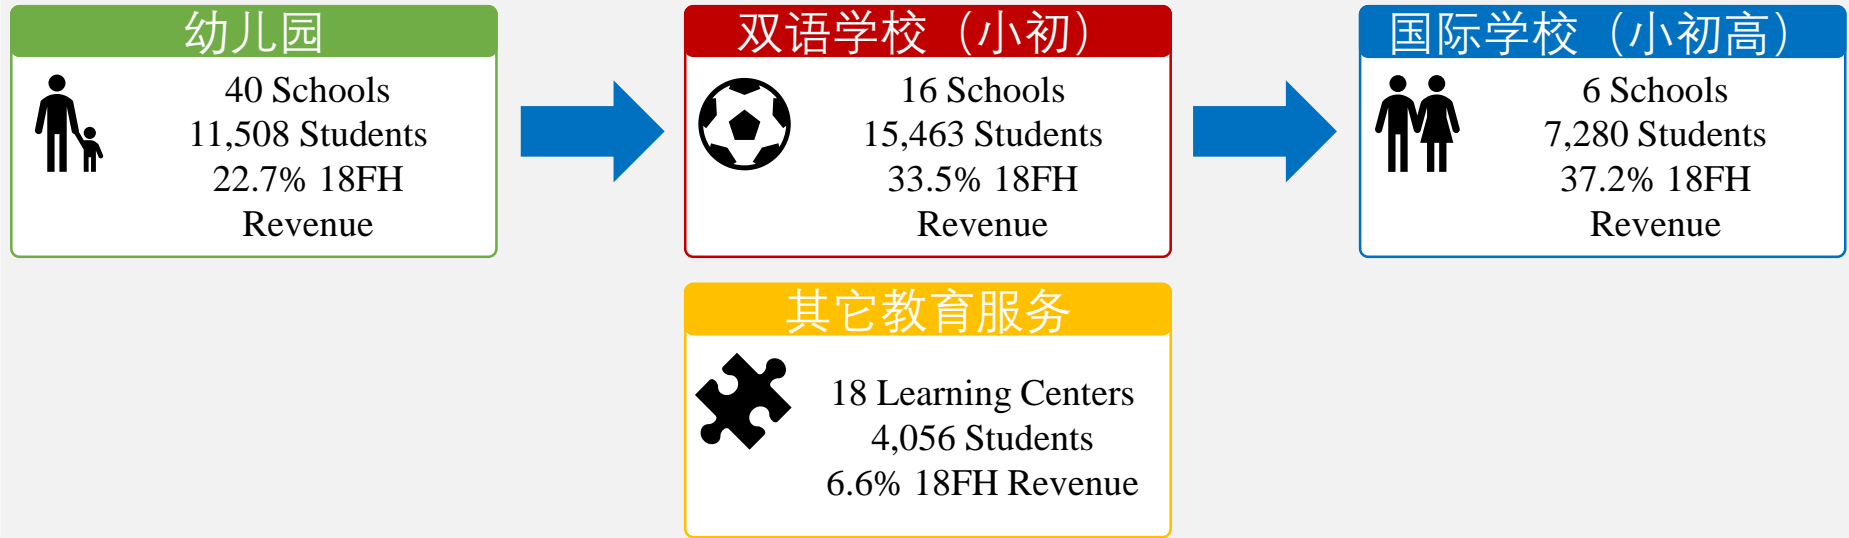 幼儿园
40 Schools
11,508 Students
22.7% 18FH
Revenue
双语学校（小初）
16 Schools
15,463 Students
33.5% 18FH
Revenue
国际学校（小初高）
6 Schools
7,280 Students
37.2% 18FH
Revenue
其它教育服务
18 Learning Centers
4,056 Students
6.6% 18FH Revenue